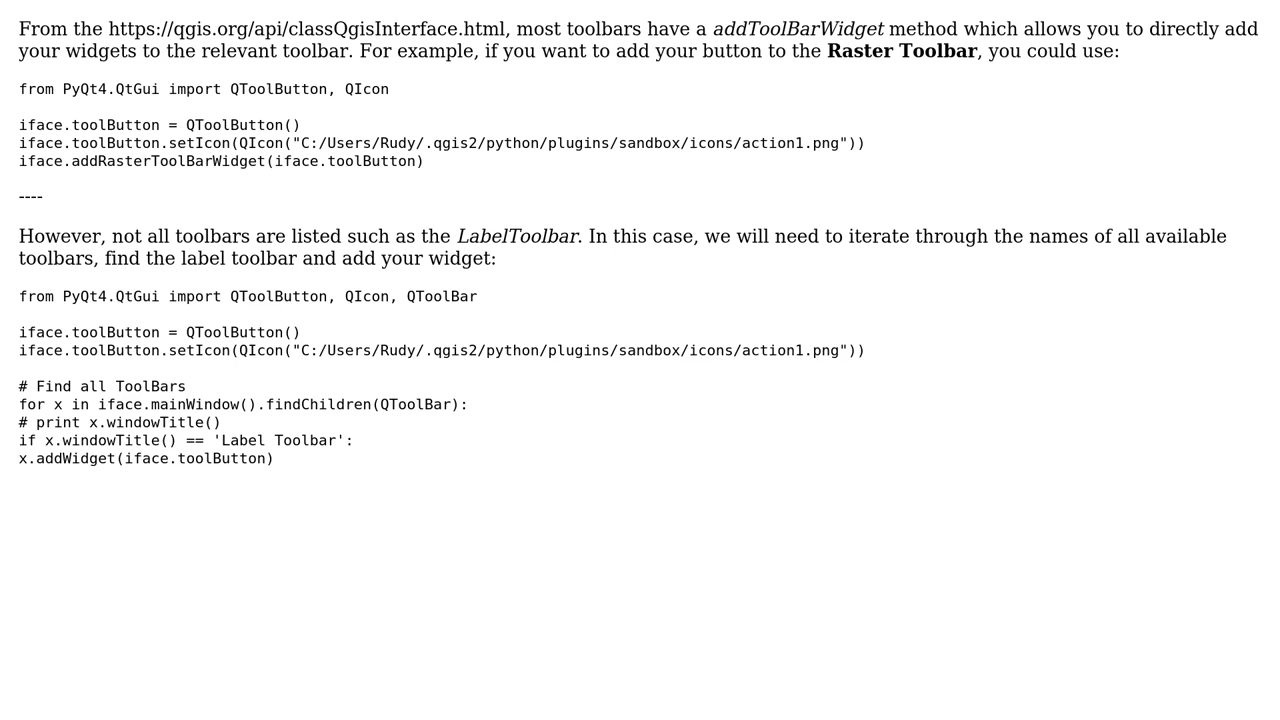 From the https://qgis.org/api/classQgisInterface.html, most toolbars have a addToolBarWidget method which allows you to directly add
your widgets to the relevant toolbar. For example, if you want to add your button to the Raster Toolbar, you could use:
from PyQt4.QtGui import QToolButton, QIcon
iface.toolButton = QToolButton()
iface.toolButton.setIcon(QIcon("C:/Users/Rudy/.qgis2/python/plugins/sandbox/icons/action1.png"))
iface.addRasterToolBarWidget(iface.toolButton)
----
However, not all toolbars are listed such as the LabelToolbar. In this case, we will need to iterate through the names of all available
toolbars, find the label toolbar and add your widget:
from PyQt4.QtGui import QToolButton, QIcon, QToolBar
iface.toolButton = QToolButton()
iface.toolButton.setIcon(QIcon("C:/Users/Rudy/.qgis2/python/plugins/sandbox/icons/action1.png"))
# Find all ToolBars
for x in iface.mainWindow().findChildren(QToolBar):
# print x.windowTitle()
if x.windowTitle() == 'Label Toolbar':
x.addWidget(iface.toolButton)